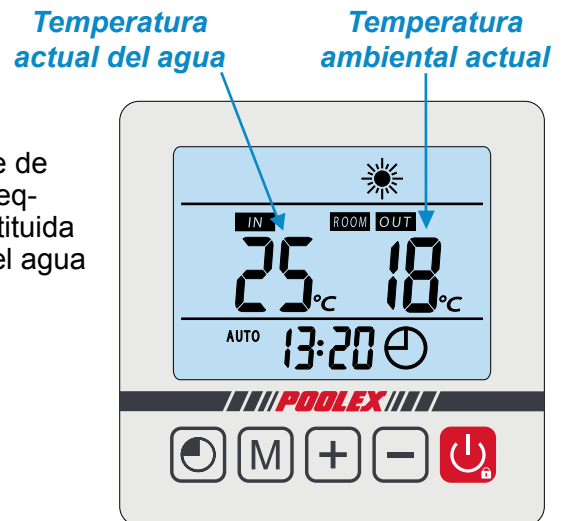 Temperatura
actual del agua
Temperatura
ambiental actual
e de
eq-
tituida
el agua
IN ROOM OUT
25°C 18°C
AUTO 13:20
POOLEX
M + −